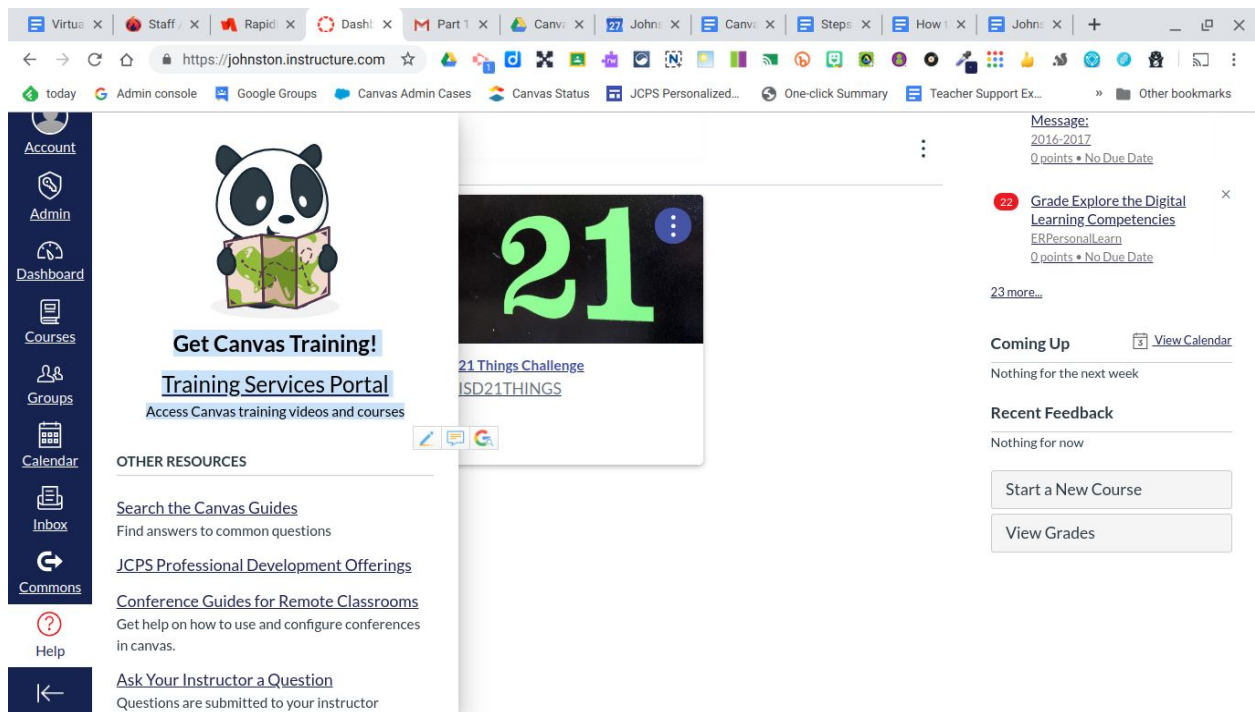 Virtua
Staff
Rapid
Dash
Part
Canv
27
Johns
Canva
Steps
How t
Johns
https://johnston.instructure.com
today
Admin console
Google Groups
Canvas Admin Cases
Canvas Status
JCPS Personalized...
One-click Summary
Teacher Support Ex...
»
Other bookmarks
Account
Admin
Dashboard
Courses
Groups
Calendar
Inbox
Commons
Help
Get Canvas Training!
Training Services Portal
Access Canvas training videos and courses
OTHER RESOURCES
Search the Canvas Guides
Find answers to common questions
JCPS Professional Development Offerings
Conference Guides for Remote Classrooms
Get help on how to use and configure conferences
in canvas.
Ask Your Instructor a Question
Questions are submitted to your instructor
21
21 Things Challenge
ISD21THINGS
Message:
2016-2017
0 points • No Due Date
22
Grade Explore the Digital
Learning Competencies
ERPersonalLearn
0 points • No Due Date
23 more...
Coming Up
3 View Calendar
Nothing for the next week
Recent Feedback
Nothing for now
Start a New Course
View Grades